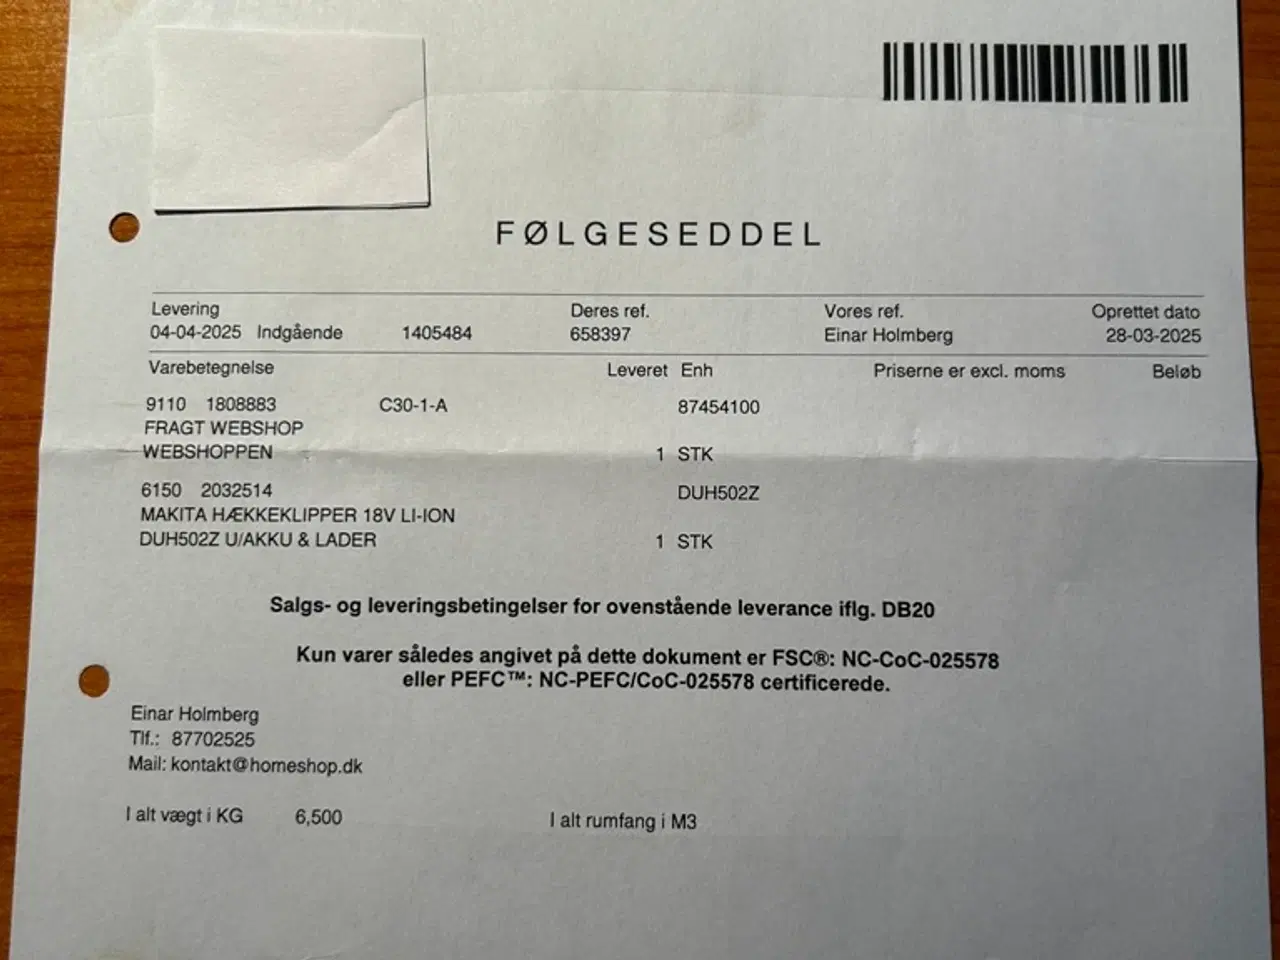 FØLGESEDDEL
Levering Deres ref. Vores ref. Oprettet dato
04-04-2025 Indgående 1405484 658397 Einar Holmberg 28-03-2025
Varebetegnelse Leveret Enh Priserne er excl. moms Beløb
9110 1808883 C30-1-A 87454100
FRAGT WEBSHOP
WEBSHOPPEN 1 STK
6150 2032514 DUH502Z
MAKITA HÆKKEKLIPPER 18V LI-ION
DUH502Z U/AKKU & LADER 1 STK
Salgs- og leveringsbetingelser for ovenstående leverance iflg. DB20
Kun varer således angivet på dette dokument er FSC®: NC-CoC-025578
eller PEFC™: NC-PEFC/CoC-025578 certificerede.
Einar Holmberg
Tlf.: 87702525
Mail: kontakt@homeshop.dk
I alt vægt i KG 6,500 I alt rumfang i M3